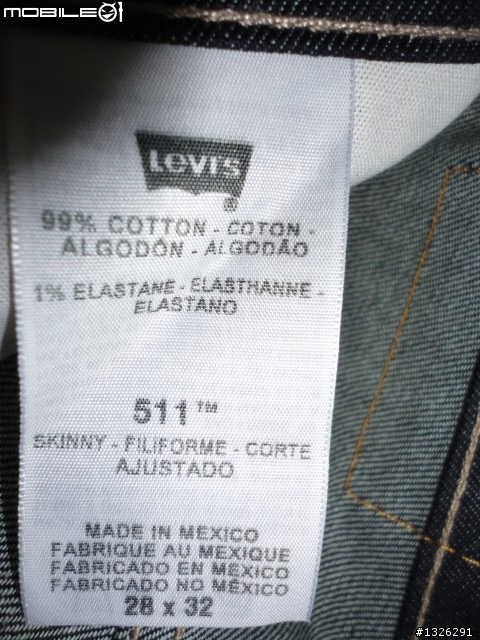 MOBILE01
Levi's
®
99% COTTON - COTON -
ALGODÓN - ALGODÃO
1% ELASTANE - ELASTHANNE -
ELASTANO
511™
SKINNY - FILIFORME - CORTE
AJUSTADO
MADE IN MEXICO
FABRIQUE AU MEXIQUE
FABRICADO EN MÉXICO
FABRICADO NO MÉXICO
28 x 32
#1326291